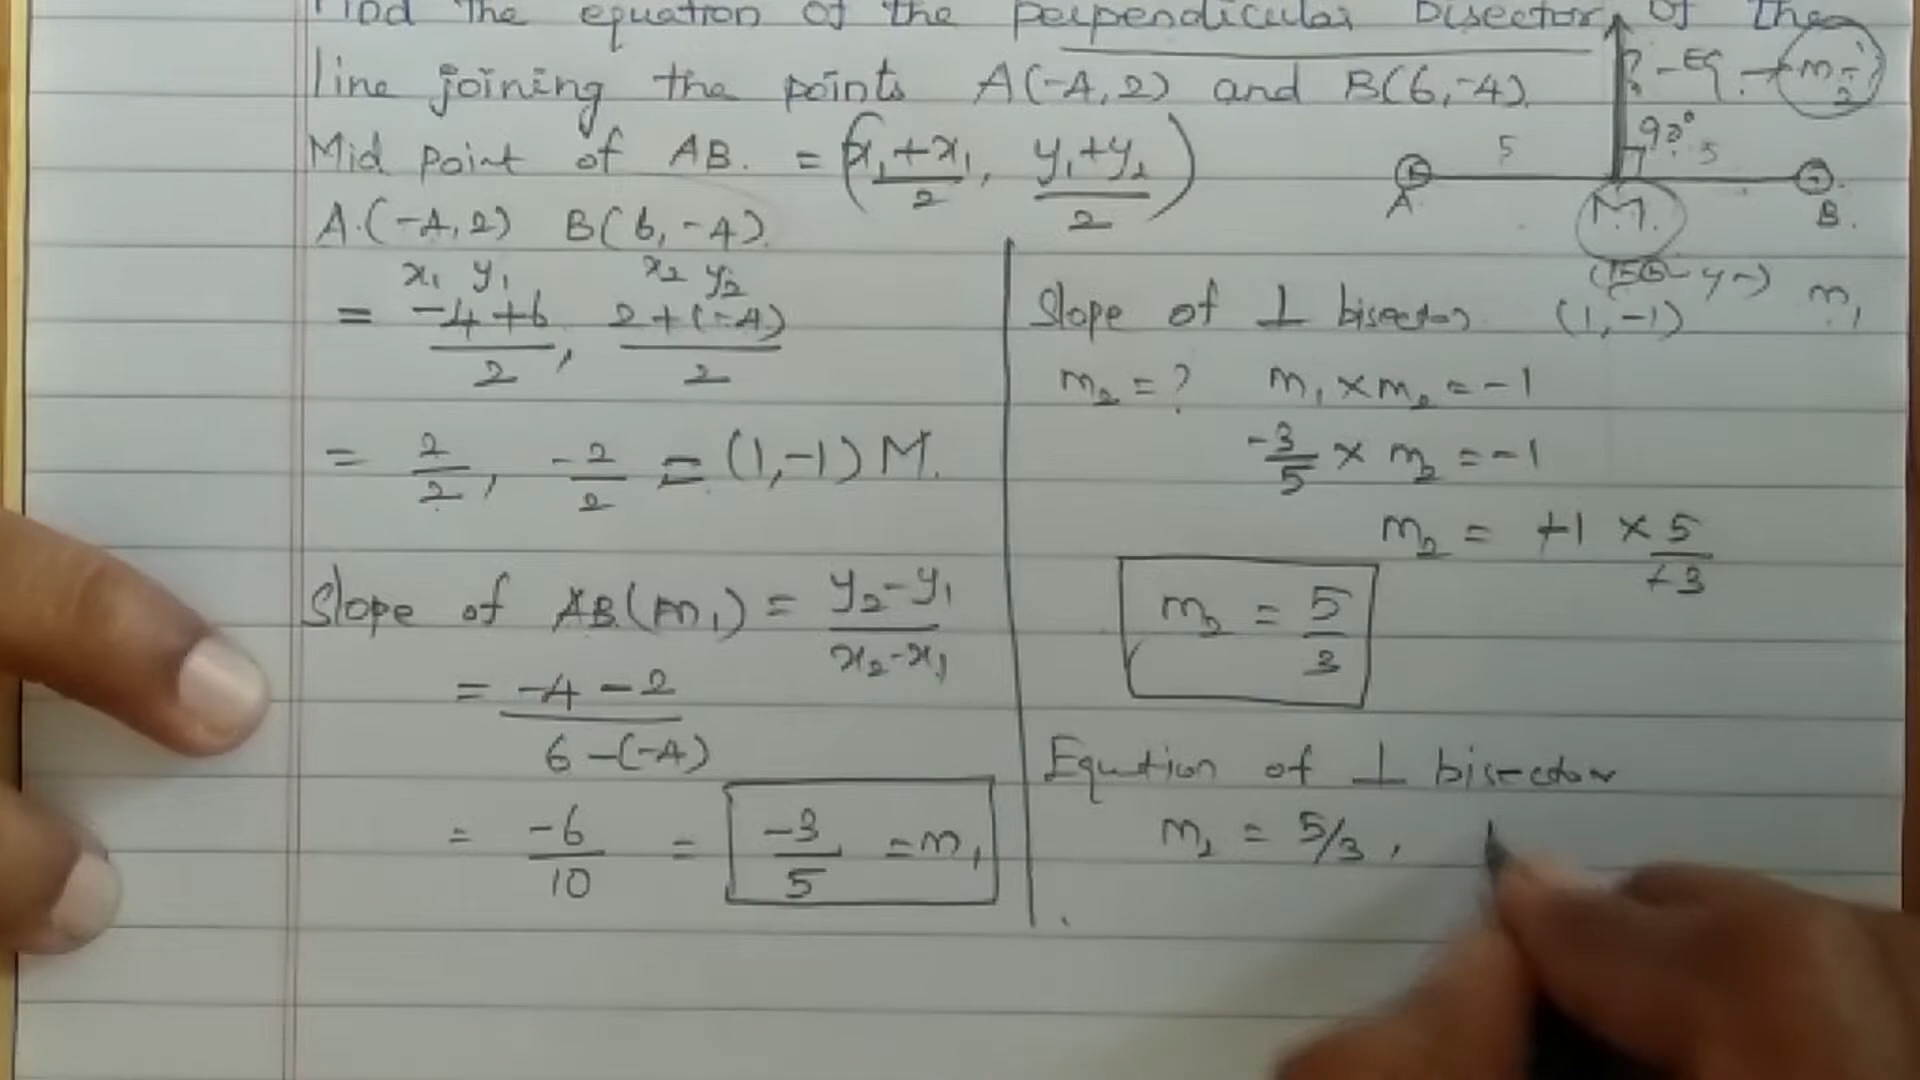 Find the equation of the perpendicular bisector of the
line joining the points A(-4,2) and B(6,-4).
Mid point of AB. = (x₁+x₁/2, y₁+y₂/2)
A.(-4,2) B(6,-4).
x₁ y₁ x₂ y₂
= -4+6/2, 2+(-4)/2
= 2/2, -2/2 = (1,-1) M.
Slope of AB(m₁) = y₂-y₁/x₂-x₁
= -4-2/6-(-4)
= -6/10 = -3/5 =m₁
?-Eq.
m₂
90°
5 5
A M. B.
m₁
Slope of ⊥ bisector (1,-1)
m₂ = ? m₁×m₂ = -1
-3/5 × m₂ = -1
m₂ = +1 × 5/+3
m₂ = 5/3
Equation of ⊥ bisector
m₂ = 5/3,